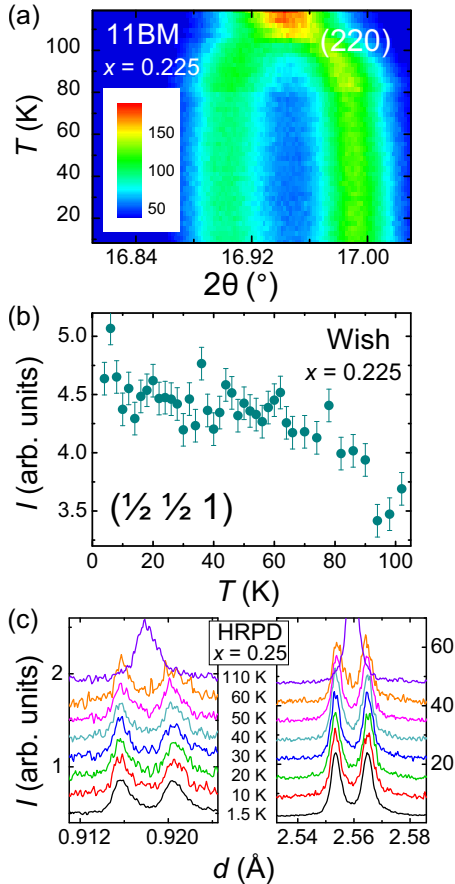 (a)
11BM
(220)
x = 0.225
150
100
50
100
80
60
40
20
T (K)
16.84
16.92
17.00
2θ (°)
(b)
Wish
x = 0.225
5.0
4.5
4.0
3.5
I (arb. units)
(½ ½ 1)
0
20
40
60
80
100
T (K)
(c)
HRPD
x = 0.25
2
1
I (arb. units)
110 K
60 K
50 K
40 K
30 K
20 K
10 K
1.5 K
60
40
20
0.912
0.920
2.54
2.56
2.58
d (Å)